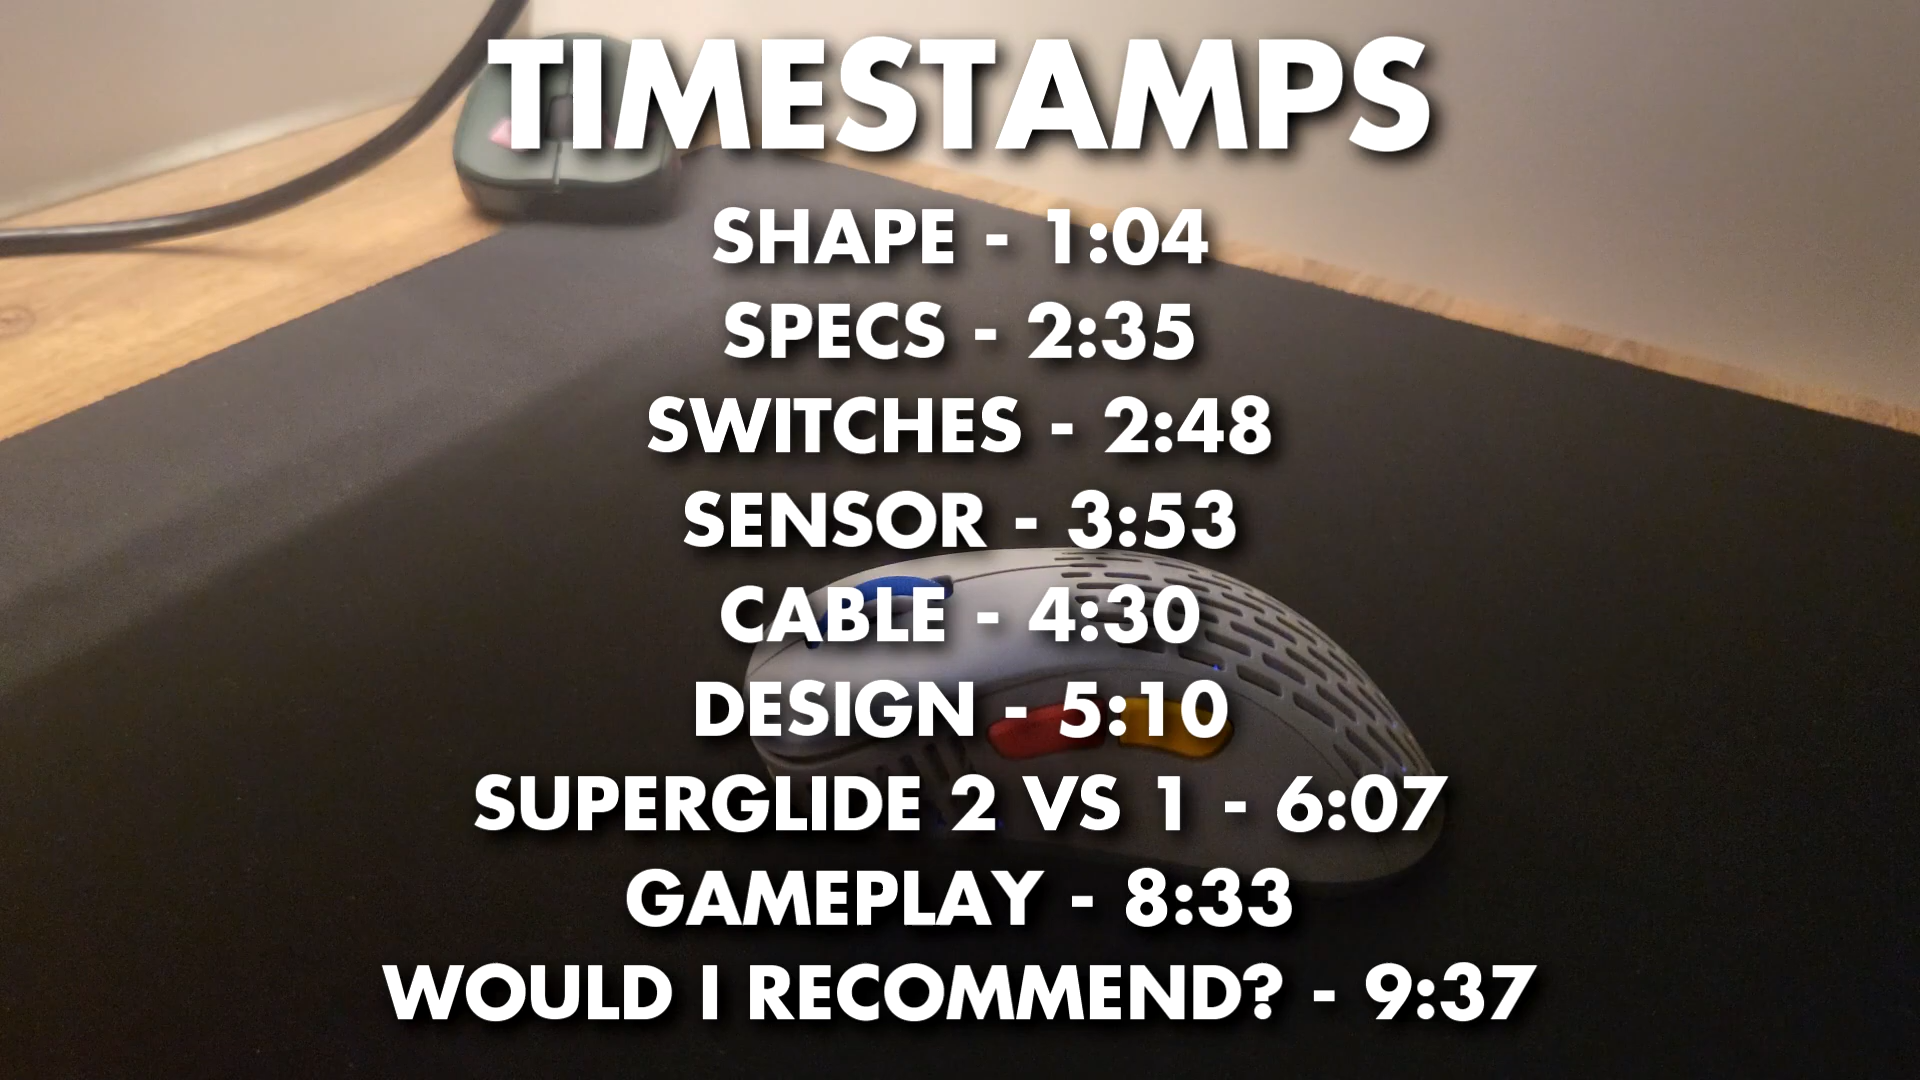 TIMESTAMPS
SHAPE - 1:04
SPECS - 2:35
SWITCHES - 2:48
SENSOR - 3:53
CABLE - 4:30
DESIGN - 5:10
SUPERGLIDE 2 VS 1 - 6:07
GAMEPLAY - 8:33
WOULD I RECOMMEND? - 9:37